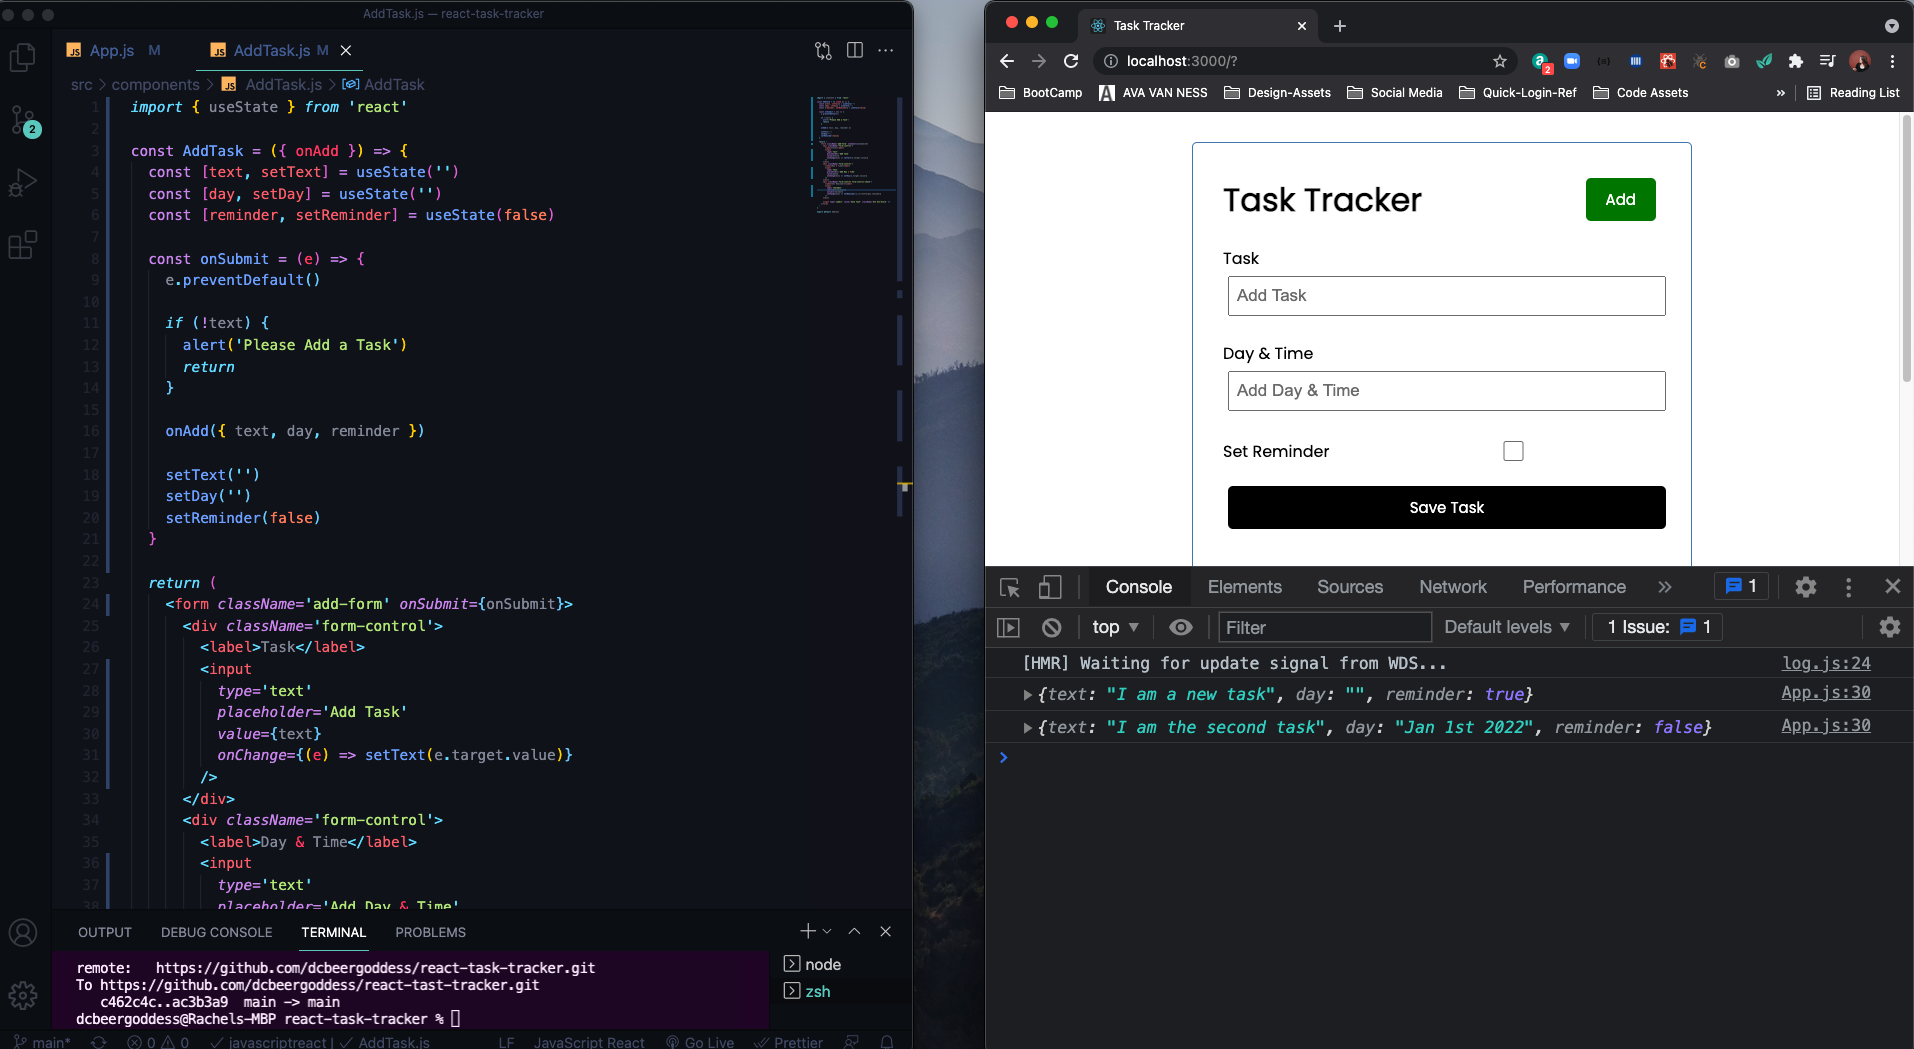 AddTask.js — react-task-tracker
App.js M
AddTask.js M
src > components > AddTask.js > AddTask
1 import { useState } from 'react'
2
3 const AddTask = ({ onAdd }) => {
4 const [text, setText] = useState('')
5 const [day, setDay] = useState('')
6 const [reminder, setReminder] = useState(false)
7
8 const onSubmit = (e) => {
9 e.preventDefault()
10
11 if (!text) {
12 alert('Please Add a Task')
13 return
14 }
15
16 onAdd({ text, day, reminder })
17
18 setText('')
19 setDay('')
20 setReminder(false)
21 }
22
23 return (
24 <form className='add-form' onSubmit={onSubmit}>
25 <div className='form-control'>
26 <label>Task</label>
27 <input
28 type='text'
29 placeholder='Add Task'
30 value={text}
31 onChange={(e) => setText(e.target.value)}
32 />
33 </div>
34 <div className='form-control'>
35 <label>Day & Time</label>
36 <input
37 type='text'
38 placeholder='Add Day & Time'
2
OUTPUT DEBUG CONSOLE TERMINAL PROBLEMS
remote: https://github.com/dcbeergoddess/react-task-tracker.git
To https://github.com/dcbeergoddess/react-tast-tracker.git
c462c4c..ac3b3a9 main -> main
dcbeergoddess@Rachels-MBP react-task-tracker %
node
zsh
main* 0 0 javascriptreact | AddTask.js LF JavaScript React Go Live Prettier
Task Tracker
localhost:3000/?
2
BootCamp AVA VAN NESS Design-Assets Social Media Quick-Login-Ref Code Assets » Reading List
Task Tracker
Add
Task
Add Task
Day & Time
Add Day & Time
Set Reminder
Save Task
Console Elements Sources Network Performance » 1
top Filter Default levels 1 Issue: 1
[HMR] Waiting for update signal from WDS... log.js:24
{text: "I am a new task", day: "", reminder: true} App.js:30
{text: "I am the second task", day: "Jan 1st 2022", reminder: false} App.js:30